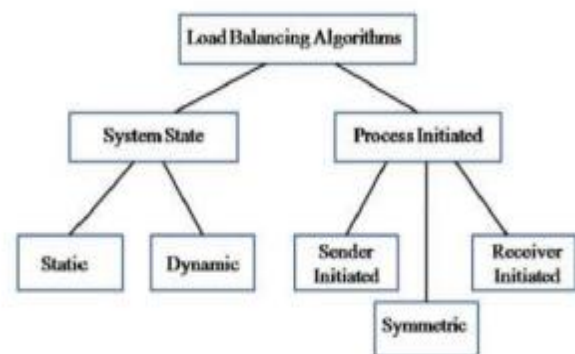 Load Balancing Algorithms
System State
Process Initiated
Static
Dynamic
Sender
Initiated
Receiver
Initiated
Symmetric